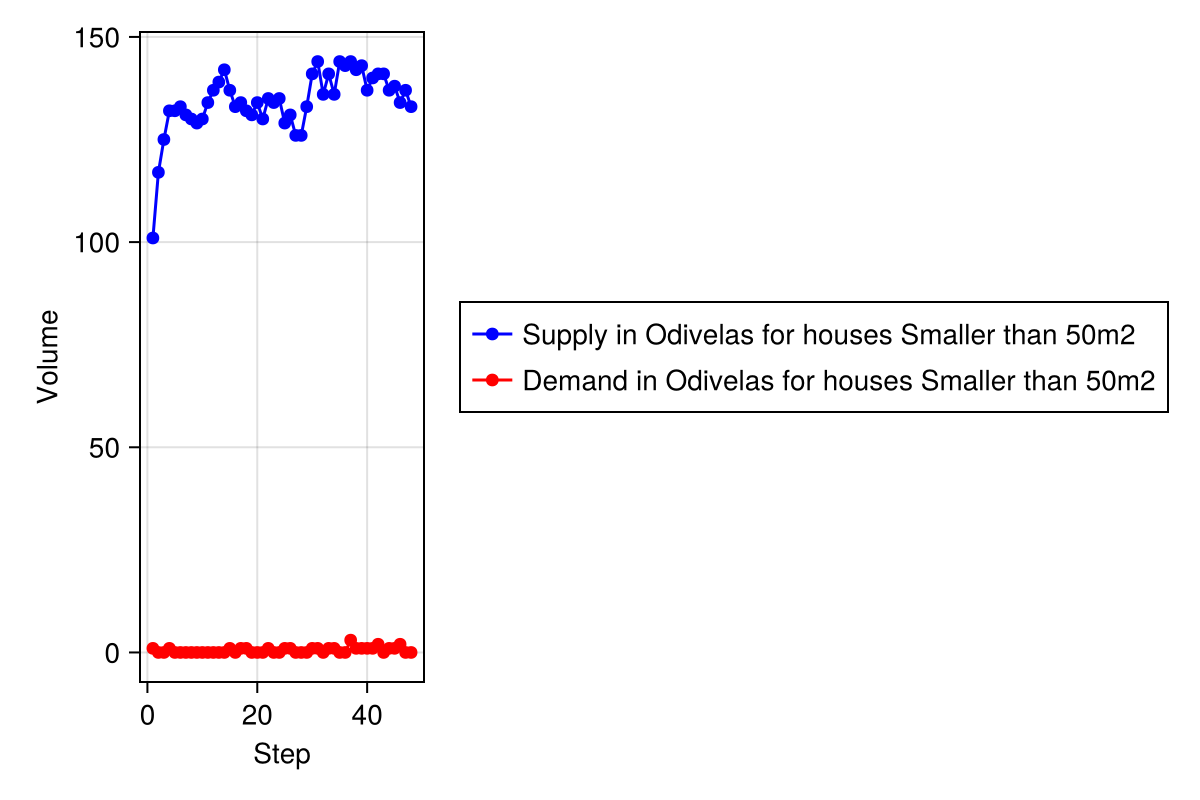 150
100
50
0
Volume
0 20 40
Step
Supply in Odivelas for houses Smaller than 50m2
Demand in Odivelas for houses Smaller than 50m2